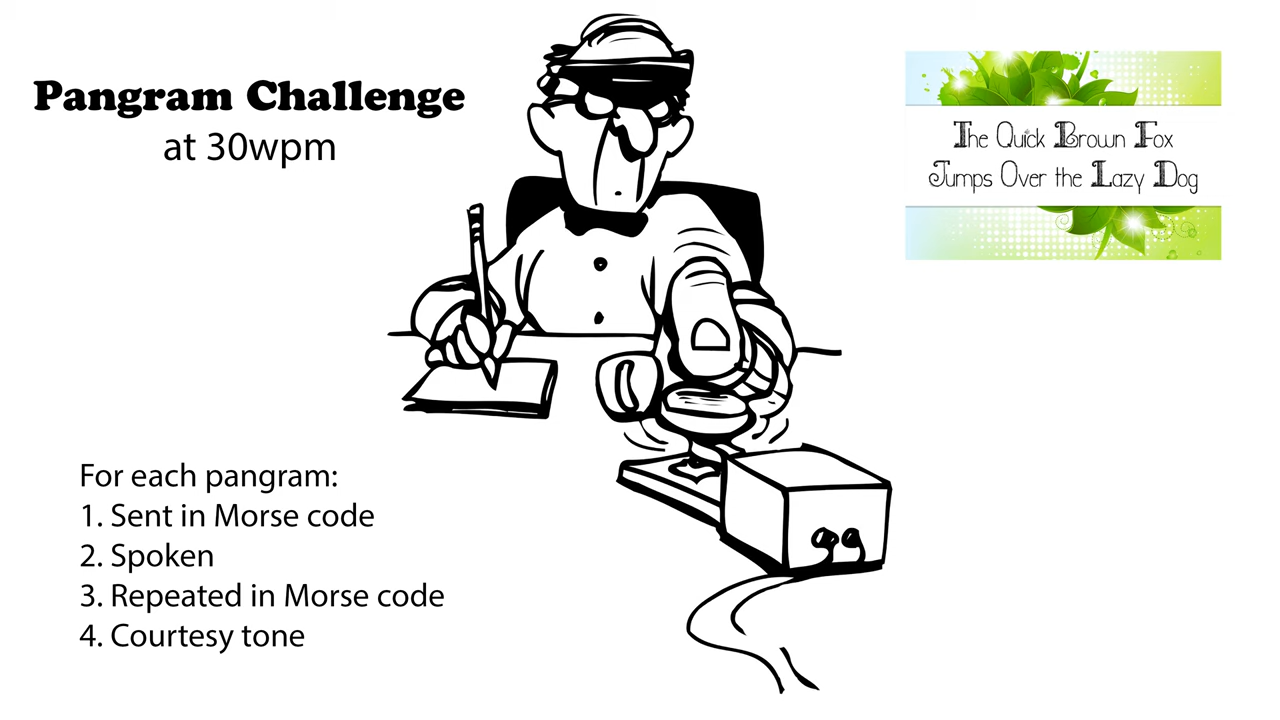 Pangram Challenge
at 30wpm
The Quick Brown Fox
Jumps Over the Lazy Dog
For each pangram:
1. Sent in Morse code
2. Spoken
3. Repeated in Morse code
4. Courtesy tone